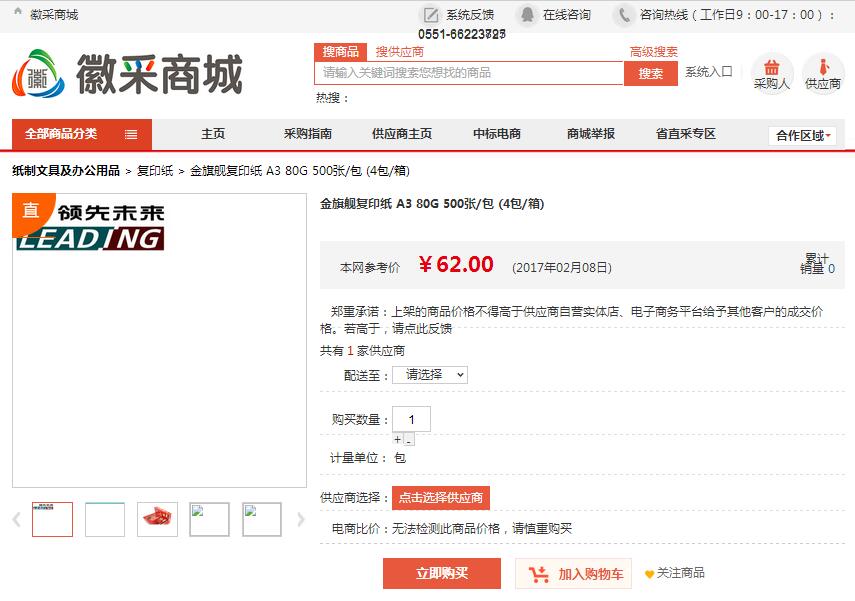 徽采商城
系统反馈
在线咨询
咨询热线（工作日9：00-17：00）：
徽采商城
搜商品
搜供应商
高级搜索
请输入关键词搜索您想找的商品
搜索
系统入口
采购人
供应商
热搜：
全部商品分类
主页
采购指南
供应商主页
中标电商
商城举报
省直采专区
合作区域
纸制文具及办公用品 > 复印纸 > 金旗舰复印纸 A3 80G 500张/包 (4包/箱)
直
领先未来
LEADING
金旗舰复印纸 A3 80G 500张/包 (4包/箱)
本网参考价 ￥62.00 (2017年02月08日)
累计
销量 0
郑重承诺：上架的商品价格不得高于供应商自营实体店、电子商务平台给予其他客户的成交价
格。若高于，请点此反馈
共有 1 家供应商
配送至： 请选择
购买数量： 1
+ -
计量单位： 包
供应商选择： 点击选择供应商
电商比价：无法检测此商品价格，请慎重购买
立即购买
加入购物车
关注商品